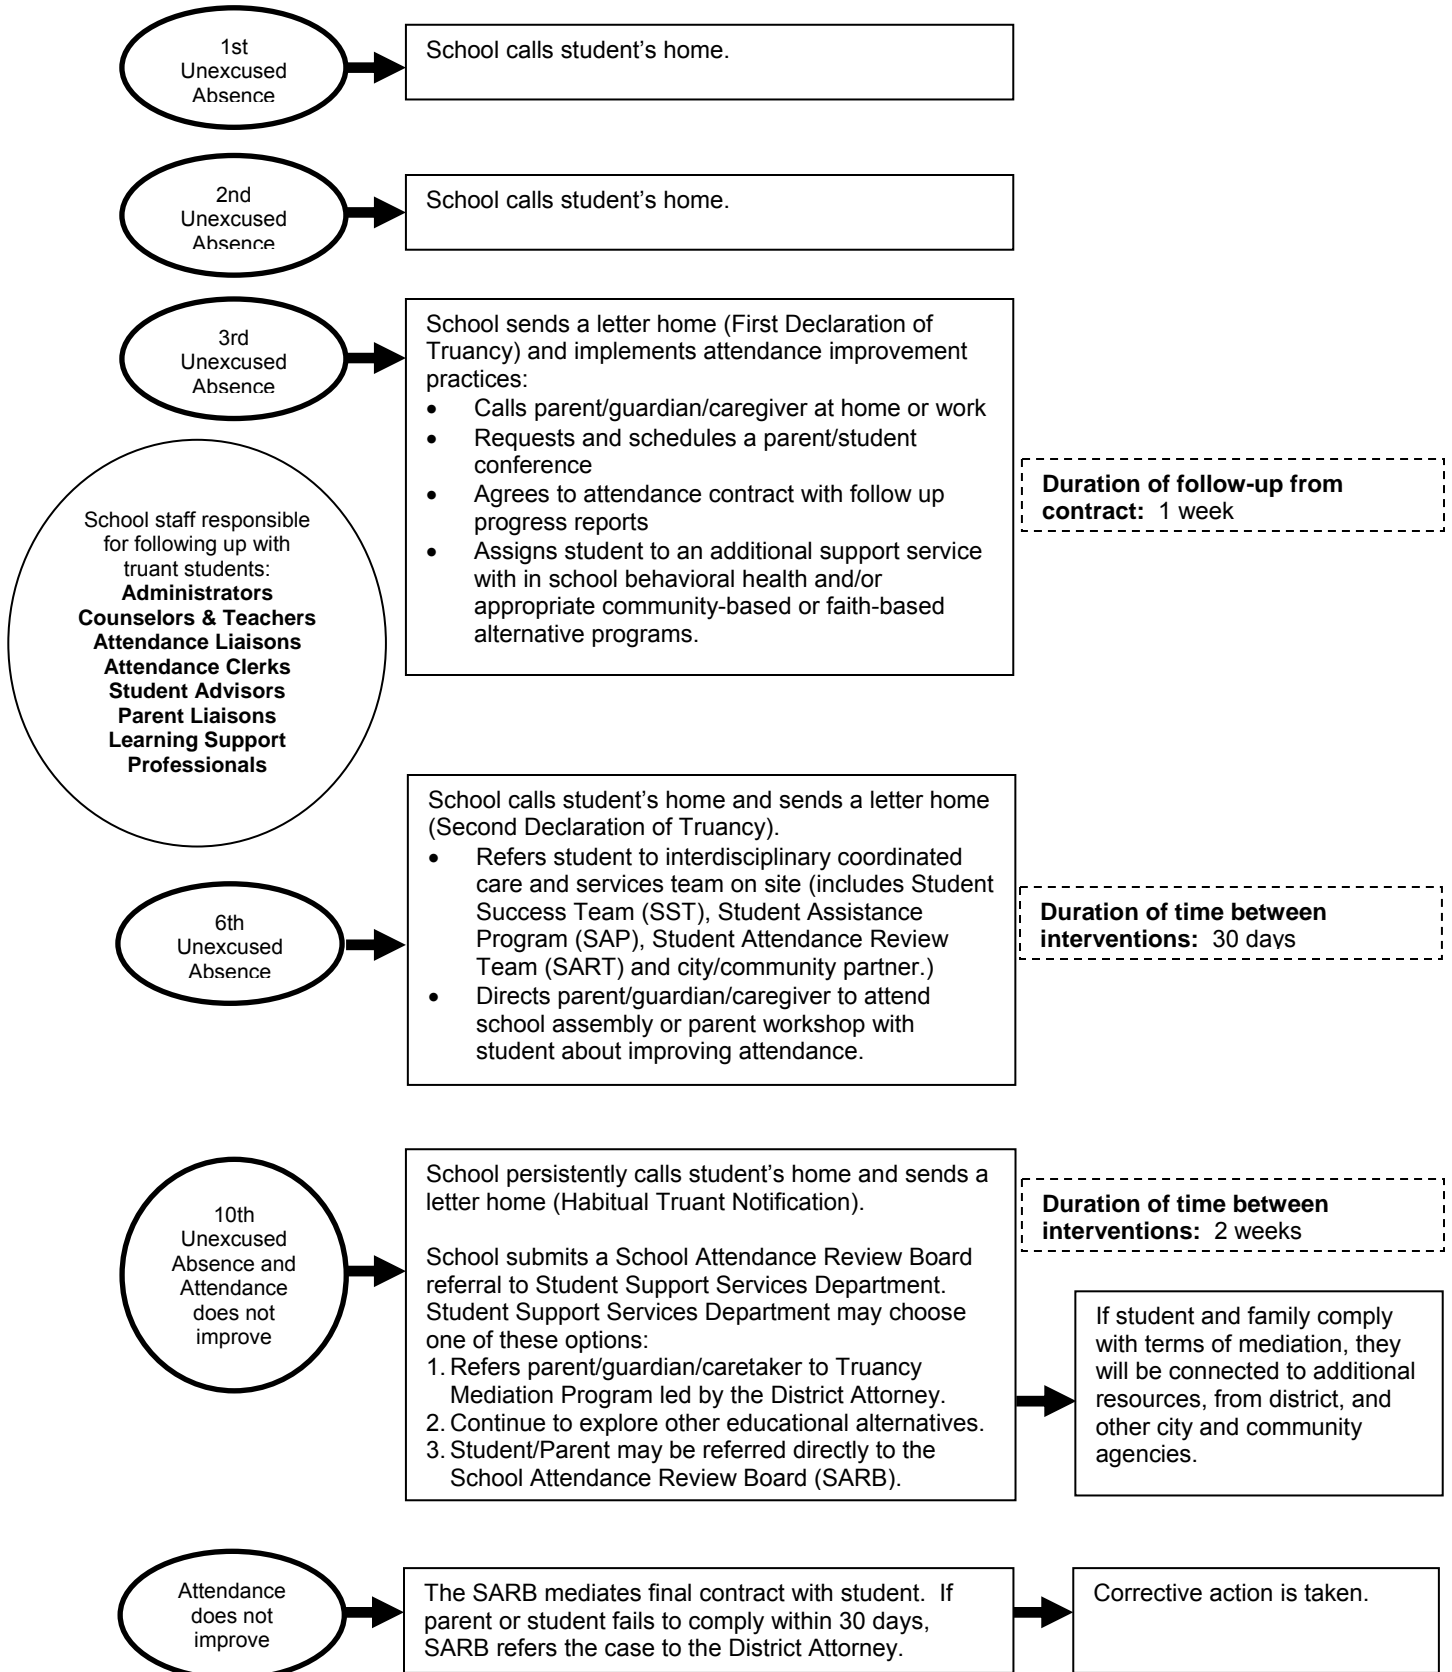 1st
Unexcused
Absence
School calls student’s home.
2nd
Unexcused
Absence
School calls student’s home.
3rd
Unexcused
Absence
School sends a letter home (First Declaration of
Truancy) and implements attendance improvement
practices:
• Calls parent/guardian/caregiver at home or work
• Requests and schedules a parent/student
conference
• Agrees to attendance contract with follow up
progress reports
• Assigns student to an additional support service
with in school behavioral health and/or
appropriate community-based or faith-based
alternative programs.
Duration of follow-up from
contract: 1 week
School staff responsible
for following up with
truant students:
Administrators
Counselors & Teachers
Attendance Liaisons
Attendance Clerks
Student Advisors
Parent Liaisons
Learning Support
Professionals
6th
Unexcused
Absence
School calls student’s home and sends a letter home
(Second Declaration of Truancy).
• Refers student to interdisciplinary coordinated
care and services team on site (includes Student
Success Team (SST), Student Assistance
Program (SAP), Student Attendance Review
Team (SART) and city/community partner.)
• Directs parent/guardian/caregiver to attend
school assembly or parent workshop with
student about improving attendance.
Duration of time between
interventions: 30 days
10th
Unexcused
Absence and
Attendance
does not
improve
School persistently calls student’s home and sends a
letter home (Habitual Truant Notification).
School submits a School Attendance Review Board
referral to Student Support Services Department.
Student Support Services Department may choose
one of these options:
1. Refers parent/guardian/caretaker to Truancy
Mediation Program led by the District Attorney.
2. Continue to explore other educational alternatives.
3. Student/Parent may be referred directly to the
School Attendance Review Board (SARB).
Duration of time between
interventions: 2 weeks
If student and family comply
with terms of mediation, they
will be connected to additional
resources, from district, and
other city and community
agencies.
Attendance
does not
improve
The SARB mediates final contract with student. If
parent or student fails to comply within 30 days,
SARB refers the case to the District Attorney.
Corrective action is taken.